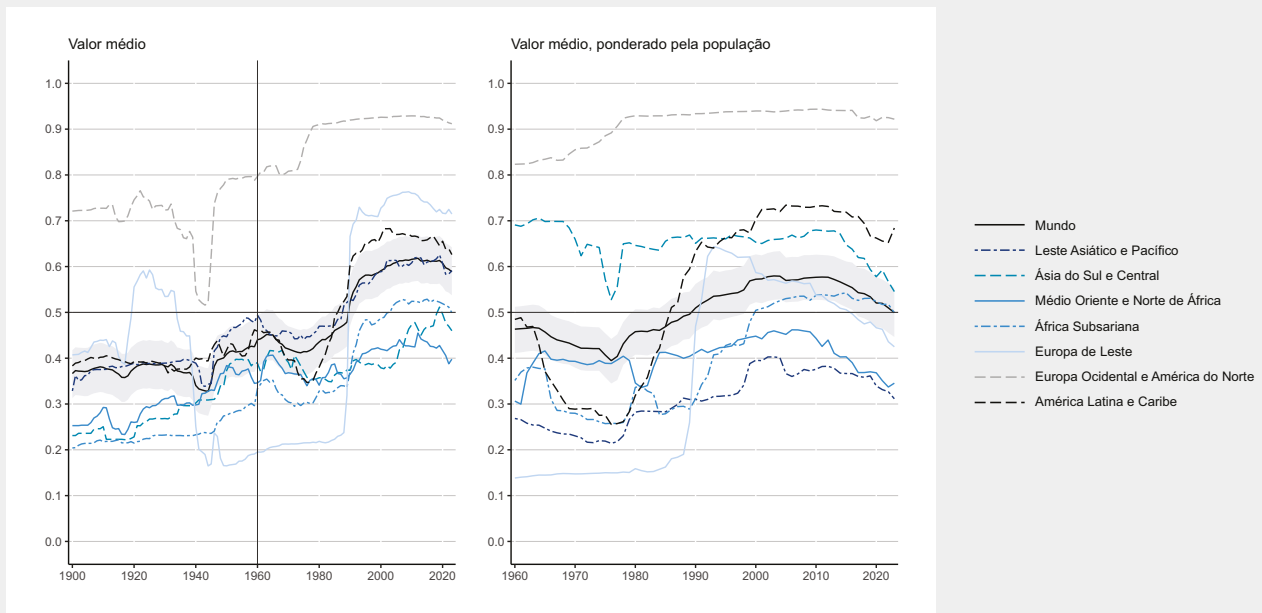 Valor médio
1.0
0.9
0.8
0.7
0.6
0.5
0.4
0.3
0.2
0.1
0.0
1900 1920 1940 1960 1980 2000 2020
Valor médio, ponderado pela população
1.0
0.9
0.8
0.7
0.6
0.5
0.4
0.3
0.2
0.1
0.0
1960 1970 1980 1990 2000 2010 2020
Mundo
Leste Asiático e Pacífico
Ásia do Sul e Central
Médio Oriente e Norte de África
África Subsariana
Europa de Leste
Europa Ocidental e América do Norte
América Latina e Caribe